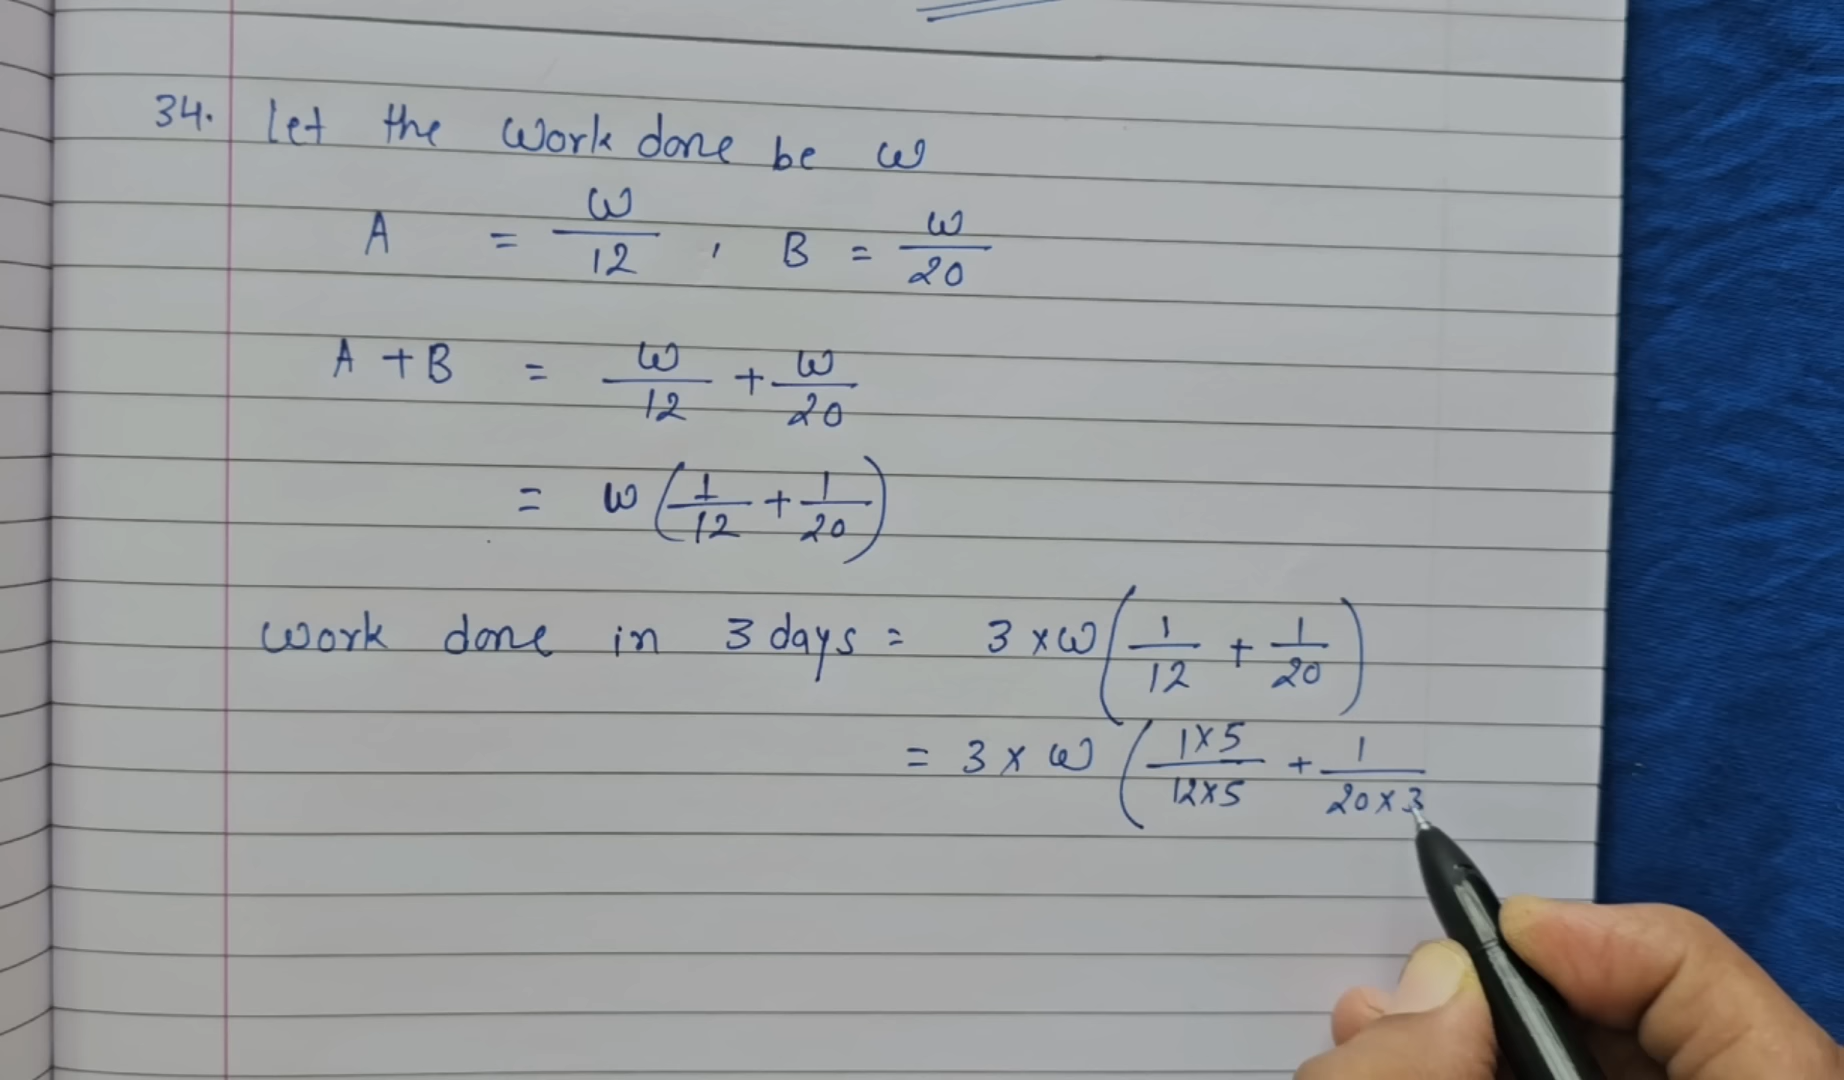 34. Let the work done be w
A = w/12 , B = w/20
A + B = w/12 + w/20
= w (1/12 + 1/20)
work done in 3 days = 3 × w (1/12 + 1/20)
= 3 × w (1×5/12×5 + 1/20×3